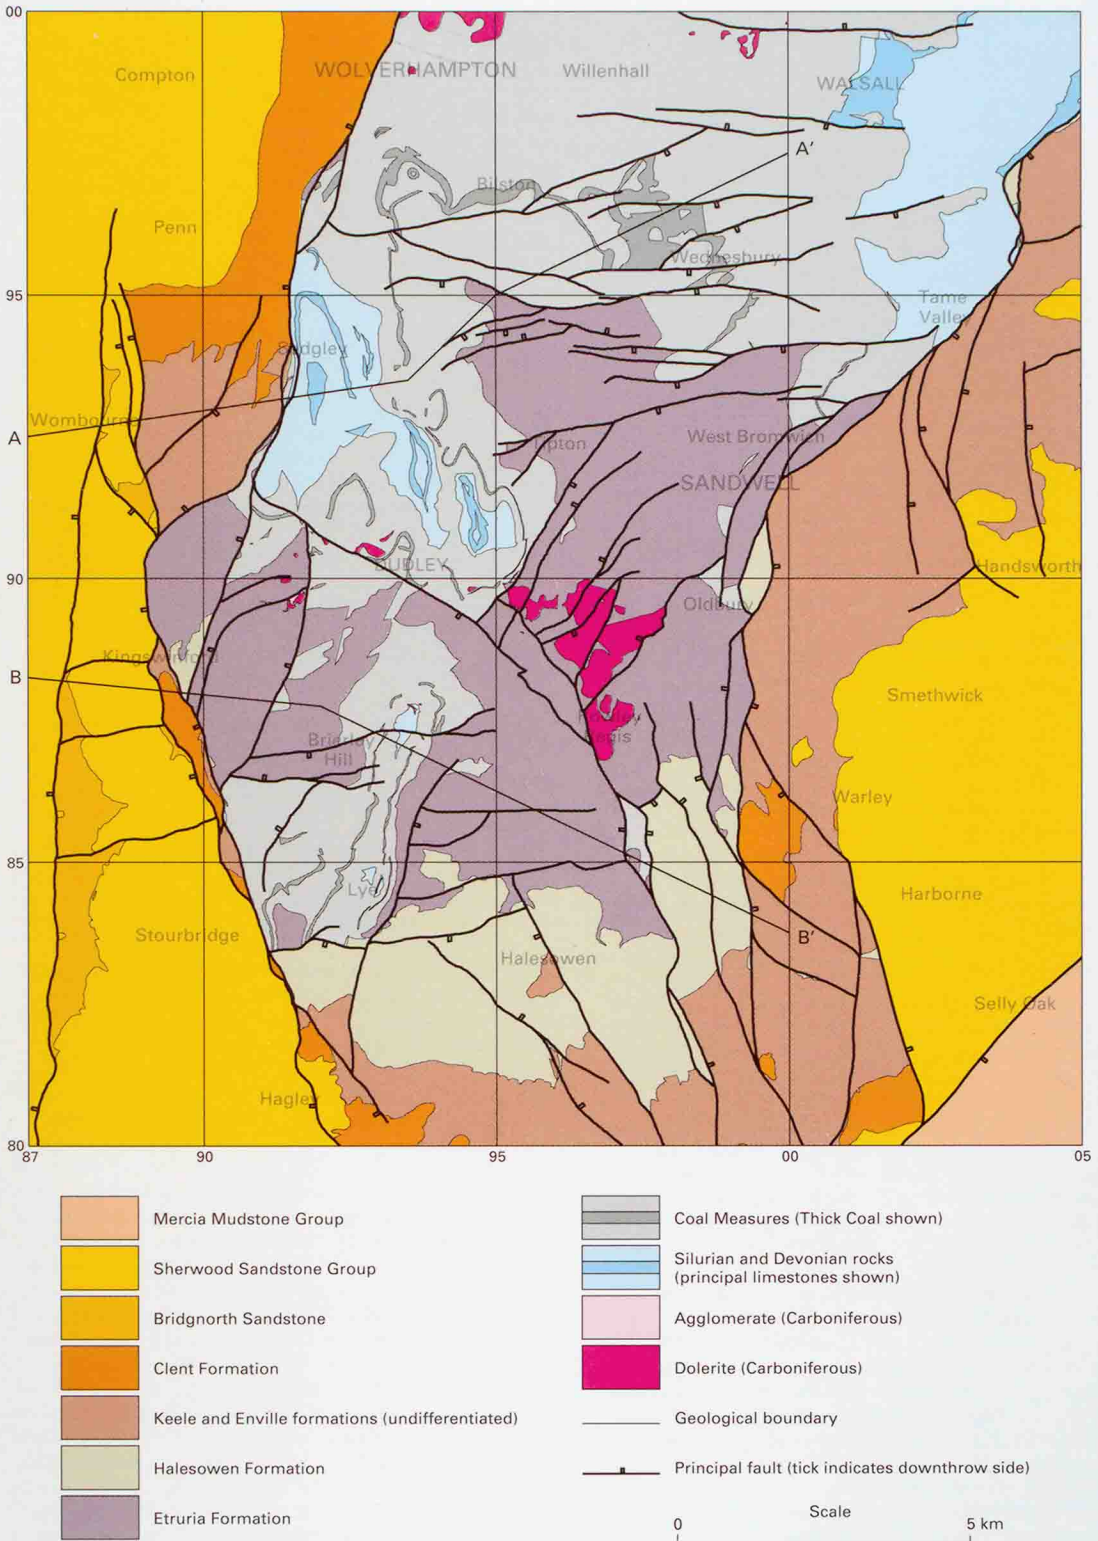 00
Compton
WOLVERHAMPTON
Willenhall
WALSALL
A'
Bilston
Penn
Wednesbury
95
Tame
Valley
Sedgley
Wombourne
A
Tipton
West Bromwich
SANDWELL
DUDLEY
90
Handsworth
Oldbury
Kingswinford
B
Smethwick
Rowley
Regis
Brierley
Hill
Warley
85
Lye
Harborne
Stourbridge
B'
Halesowen
Selly Oak
Hagley
80
87 90 95 00 05
Mercia Mudstone Group
Sherwood Sandstone Group
Bridgnorth Sandstone
Clent Formation
Keele and Enville formations (undifferentiated)
Halesowen Formation
Etruria Formation
Coal Measures (Thick Coal shown)
Silurian and Devonian rocks
(principal limestones shown)
Agglomerate (Carboniferous)
Dolerite (Carboniferous)
Geological boundary
Principal fault (tick indicates downthrow side)
Scale
0 5 km